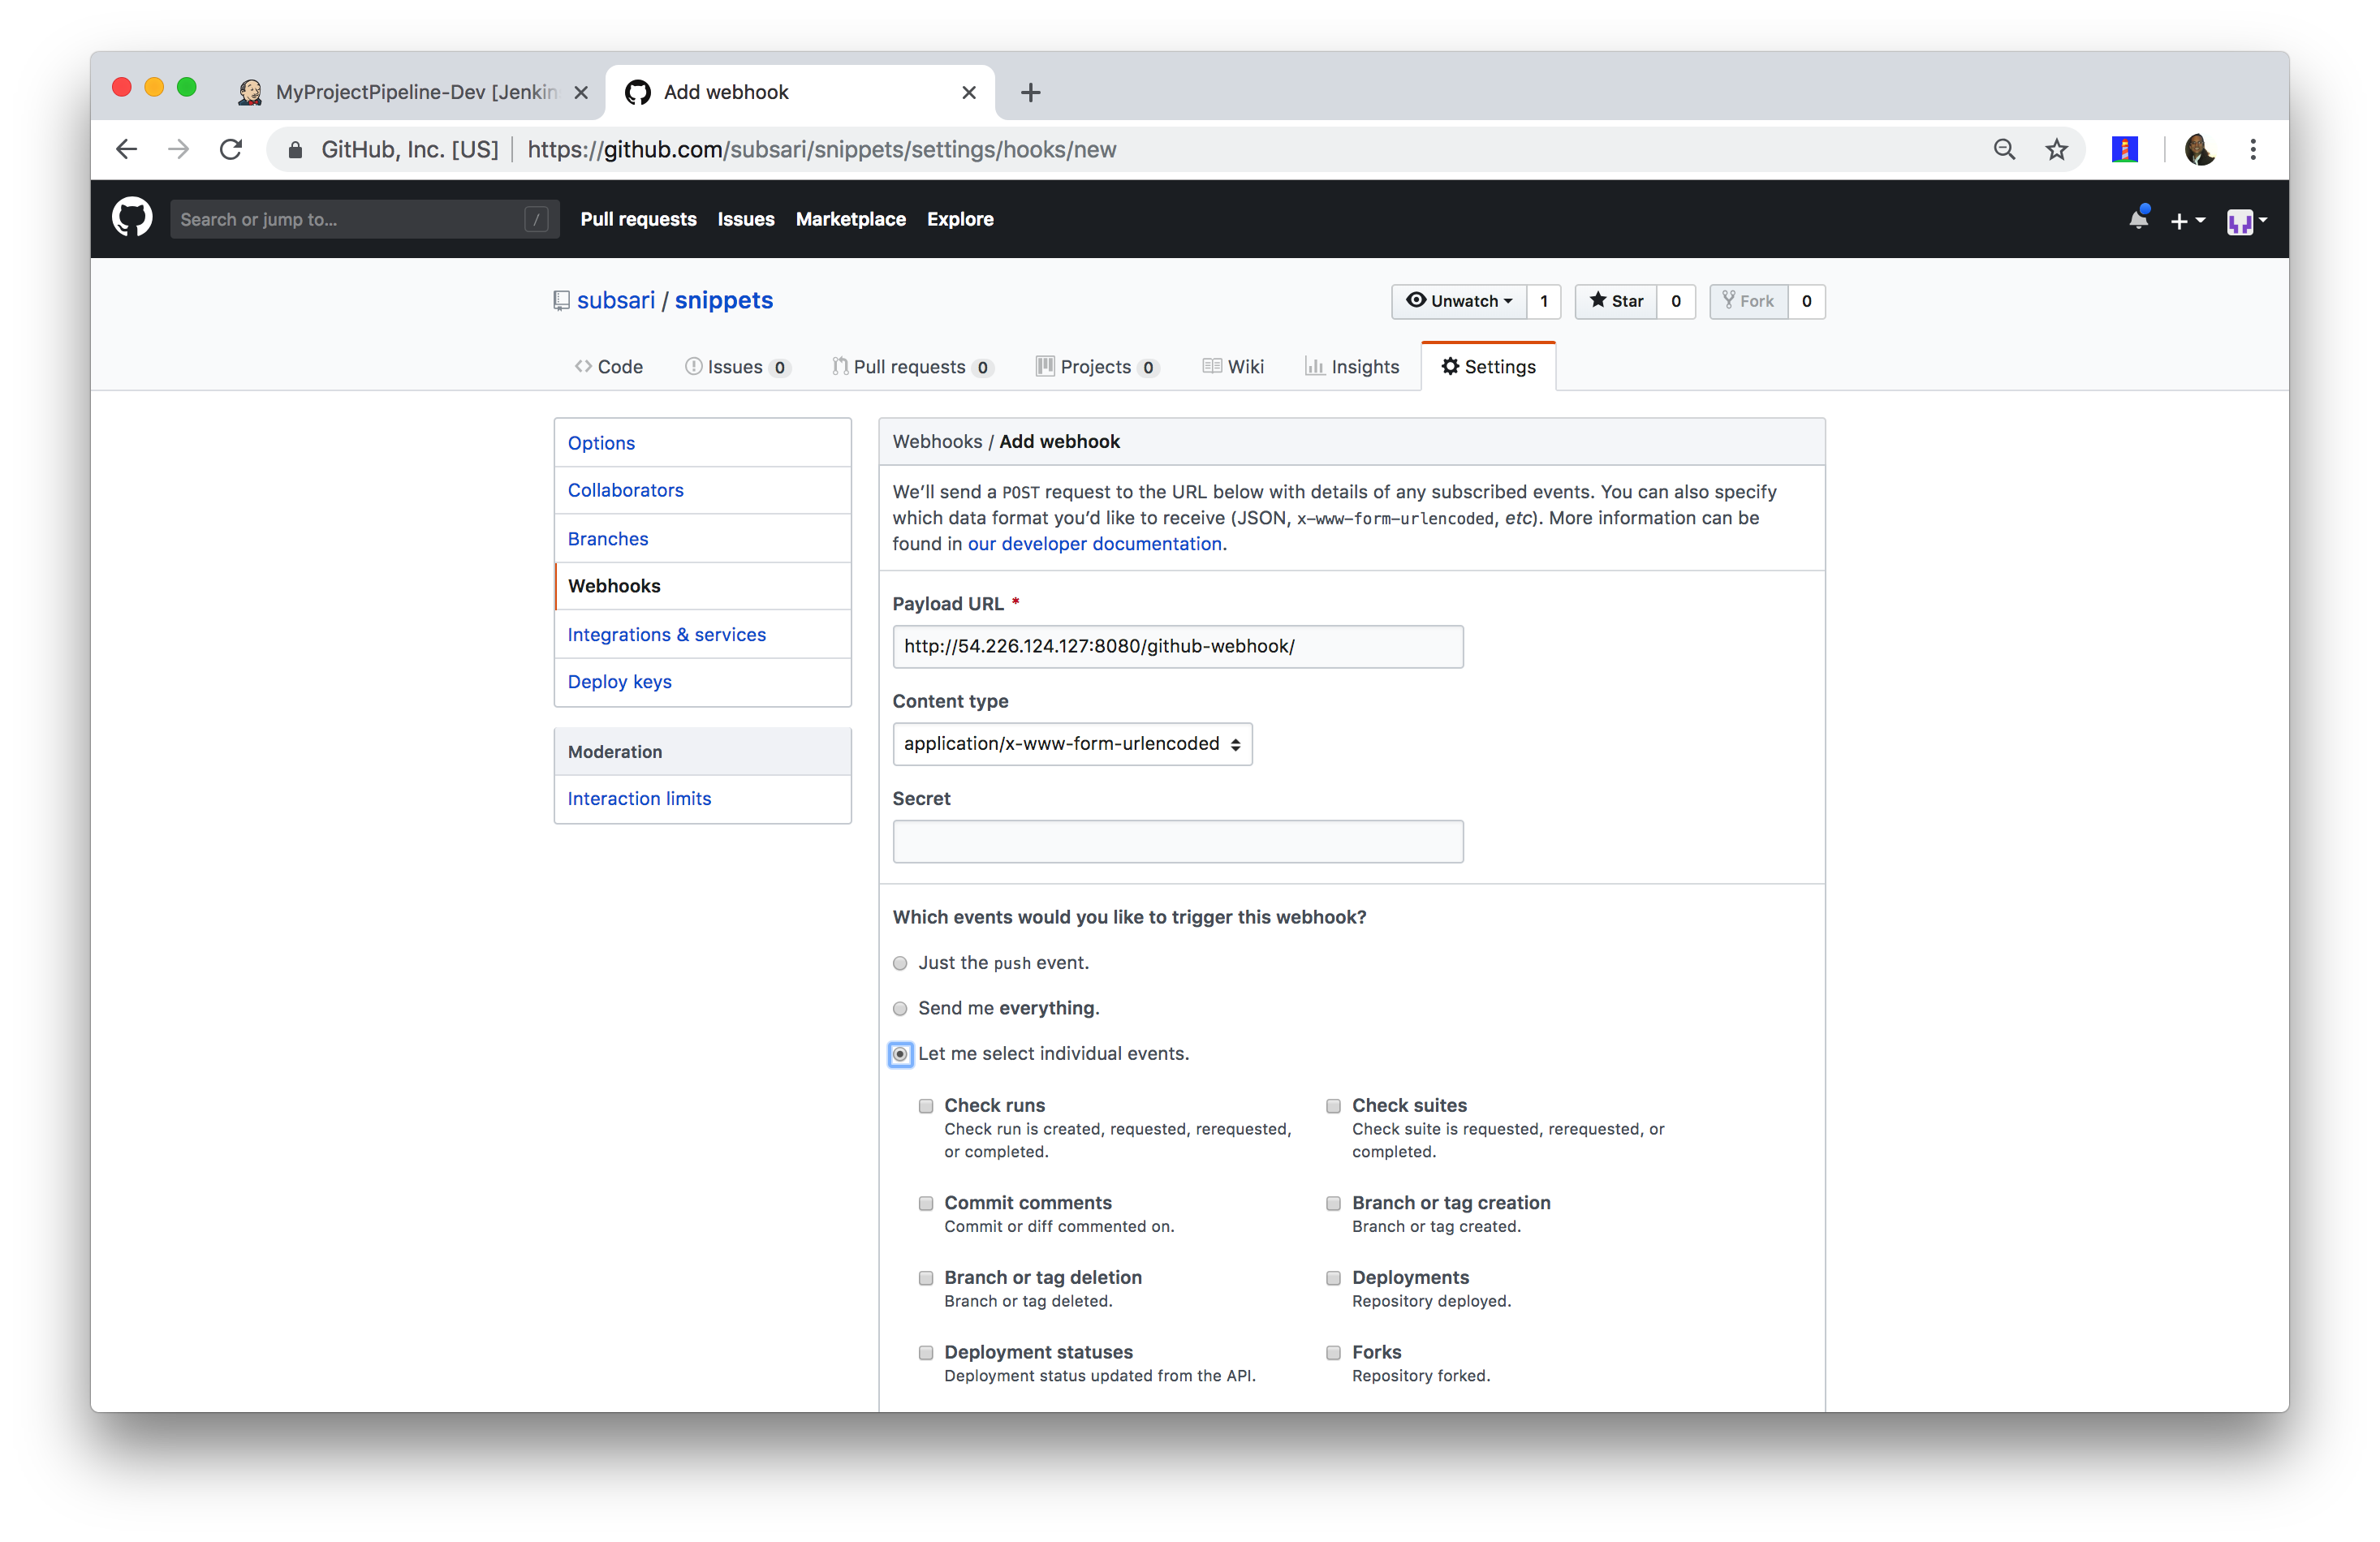 MyProjectPipeline-Dev [Jenkin
Add webhook
GitHub, Inc. [US] https://github.com/subsari/snippets/settings/hooks/new
Search or jump to... / Pull requests Issues Marketplace Explore
subsari / snippets Unwatch 1 Star 0 Fork 0
Code Issues 0 Pull requests 0 Projects 0 Wiki Insights Settings
Options
Collaborators
Branches
Webhooks
Integrations & services
Deploy keys
Moderation
Interaction limits
Webhooks / Add webhook
We’ll send a POST request to the URL below with details of any subscribed events. You can also specify
which data format you’d like to receive (JSON, x-www-form-urlencoded, etc). More information can be
found in our developer documentation.
Payload URL *
http://54.226.124.127:8080/github-webhook/
Content type
application/x-www-form-urlencoded
Secret
Which events would you like to trigger this webhook?
Just the push event.
Send me everything.
Let me select individual events.
Check runs
Check run is created, requested, rerequested,
or completed.
Check suites
Check suite is requested, rerequested, or
completed.
Commit comments
Commit or diff commented on.
Branch or tag creation
Branch or tag created.
Branch or tag deletion
Branch or tag deleted.
Deployments
Repository deployed.
Deployment statuses
Deployment status updated from the API.
Forks
Repository forked.